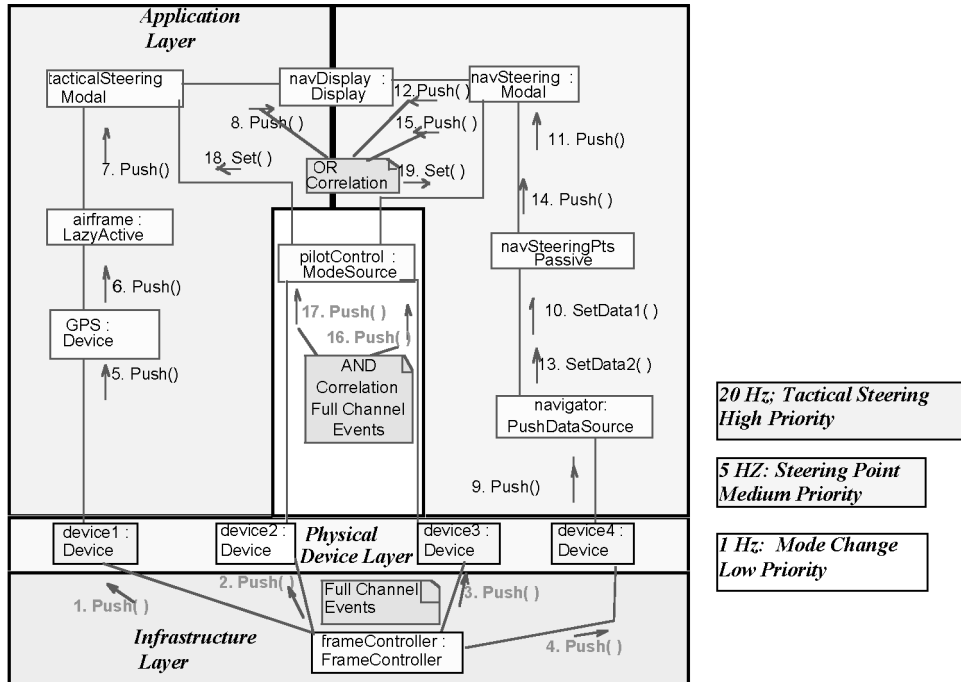 Application
Layer
tacticalSteering
Modal
navDisplay :
Display
navSteering :
Modal
12.Push( )
8. Push( )
15. Push( )
11. Push()
7. Push()
18. Set( )
OR
Correlation
19. Set( )
14. Push( )
airframe :
LazyActive
pilotControl :
ModeSource
navSteeringPts
Passive
6. Push()
17. Push( )
10. SetData1( )
GPS :
Device
16. Push( )
5. Push()
AND
Correlation
Full Channel
Events
13. SetData2( )
navigator:
PushDataSource
9. Push()
device1 :
Device
device2 :
Device
Physical
Device Layer
device3 :
Device
device4 :
Device
1. Push( )
2. Push( )
Full Channel
Events
3. Push( )
4. Push( )
Infrastructure
Layer
frameController :
FrameController
20 Hz; Tactical Steering
High Priority
5 HZ: Steering Point
Medium Priority
1 Hz: Mode Change
Low Priority